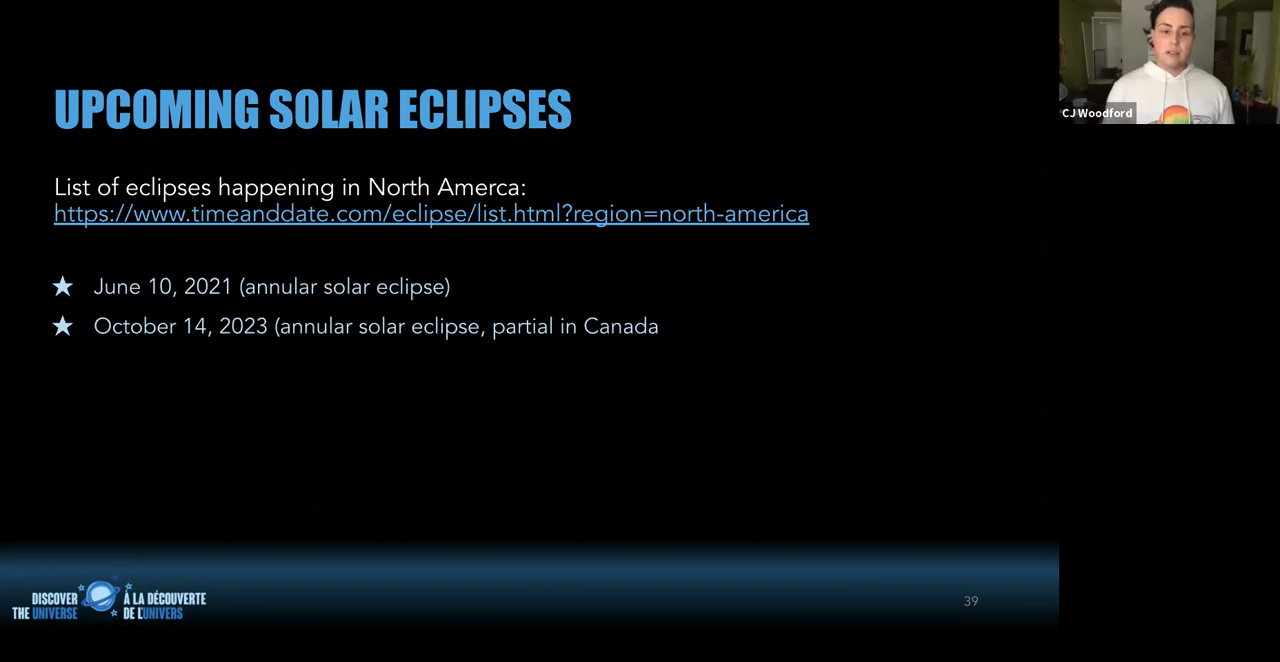 UPCOMING SOLAR ECLIPSES
CJ Woodford
List of eclipses happening in North Amerca:
https://www.timeanddate.com/eclipse/list.html?region=north-america
★ June 10, 2021 (annular solar eclipse)
★ October 14, 2023 (annular solar eclipse, partial in Canada
DISCOVER THE UNIVERSE
À LA DÉCOUVERTE DE L'UNIVERS
39